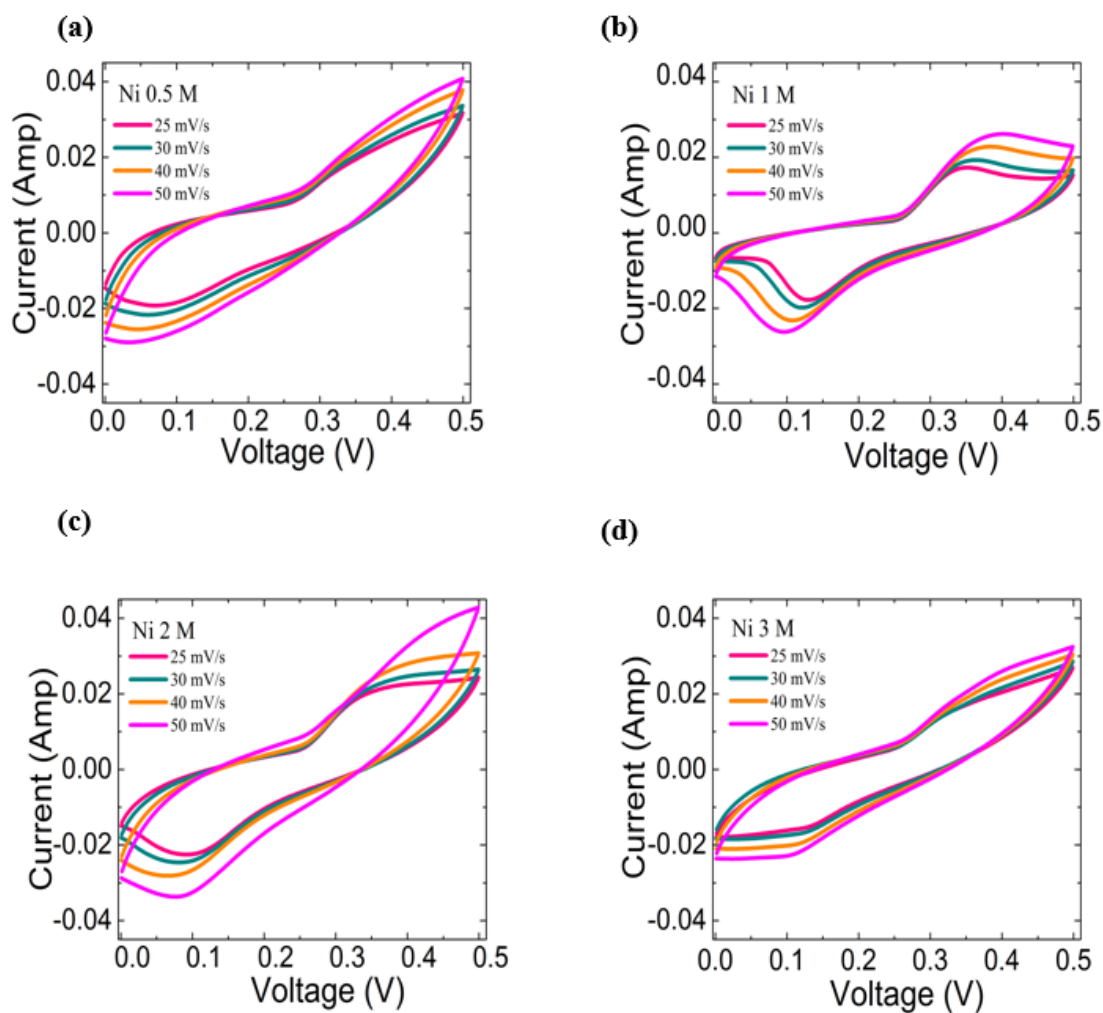 (a)
Ni 0.5 M
25 mV/s
30 mV/s
40 mV/s
50 mV/s
0.04
0.02
0.00
-0.02
-0.04
Current (Amp)
0.0 0.1 0.2 0.3 0.4 0.5
Voltage (V)
(b)
Ni 1 M
25 mV/s
30 mV/s
40 mV/s
50 mV/s
0.04
0.02
0.00
-0.02
-0.04
Current (Amp)
0.0 0.1 0.2 0.3 0.4 0.5
Voltage (V)
(c)
Ni 2 M
25 mV/s
30 mV/s
40 mV/s
50 mV/s
0.04
0.02
0.00
-0.02
-0.04
Current (Amp)
0.0 0.1 0.2 0.3 0.4 0.5
Voltage (V)
(d)
Ni 3 M
25 mV/s
30 mV/s
40 mV/s
50 mV/s
0.04
0.02
0.00
-0.02
-0.04
Current (Amp)
0.0 0.1 0.2 0.3 0.4 0.5
Voltage (V)